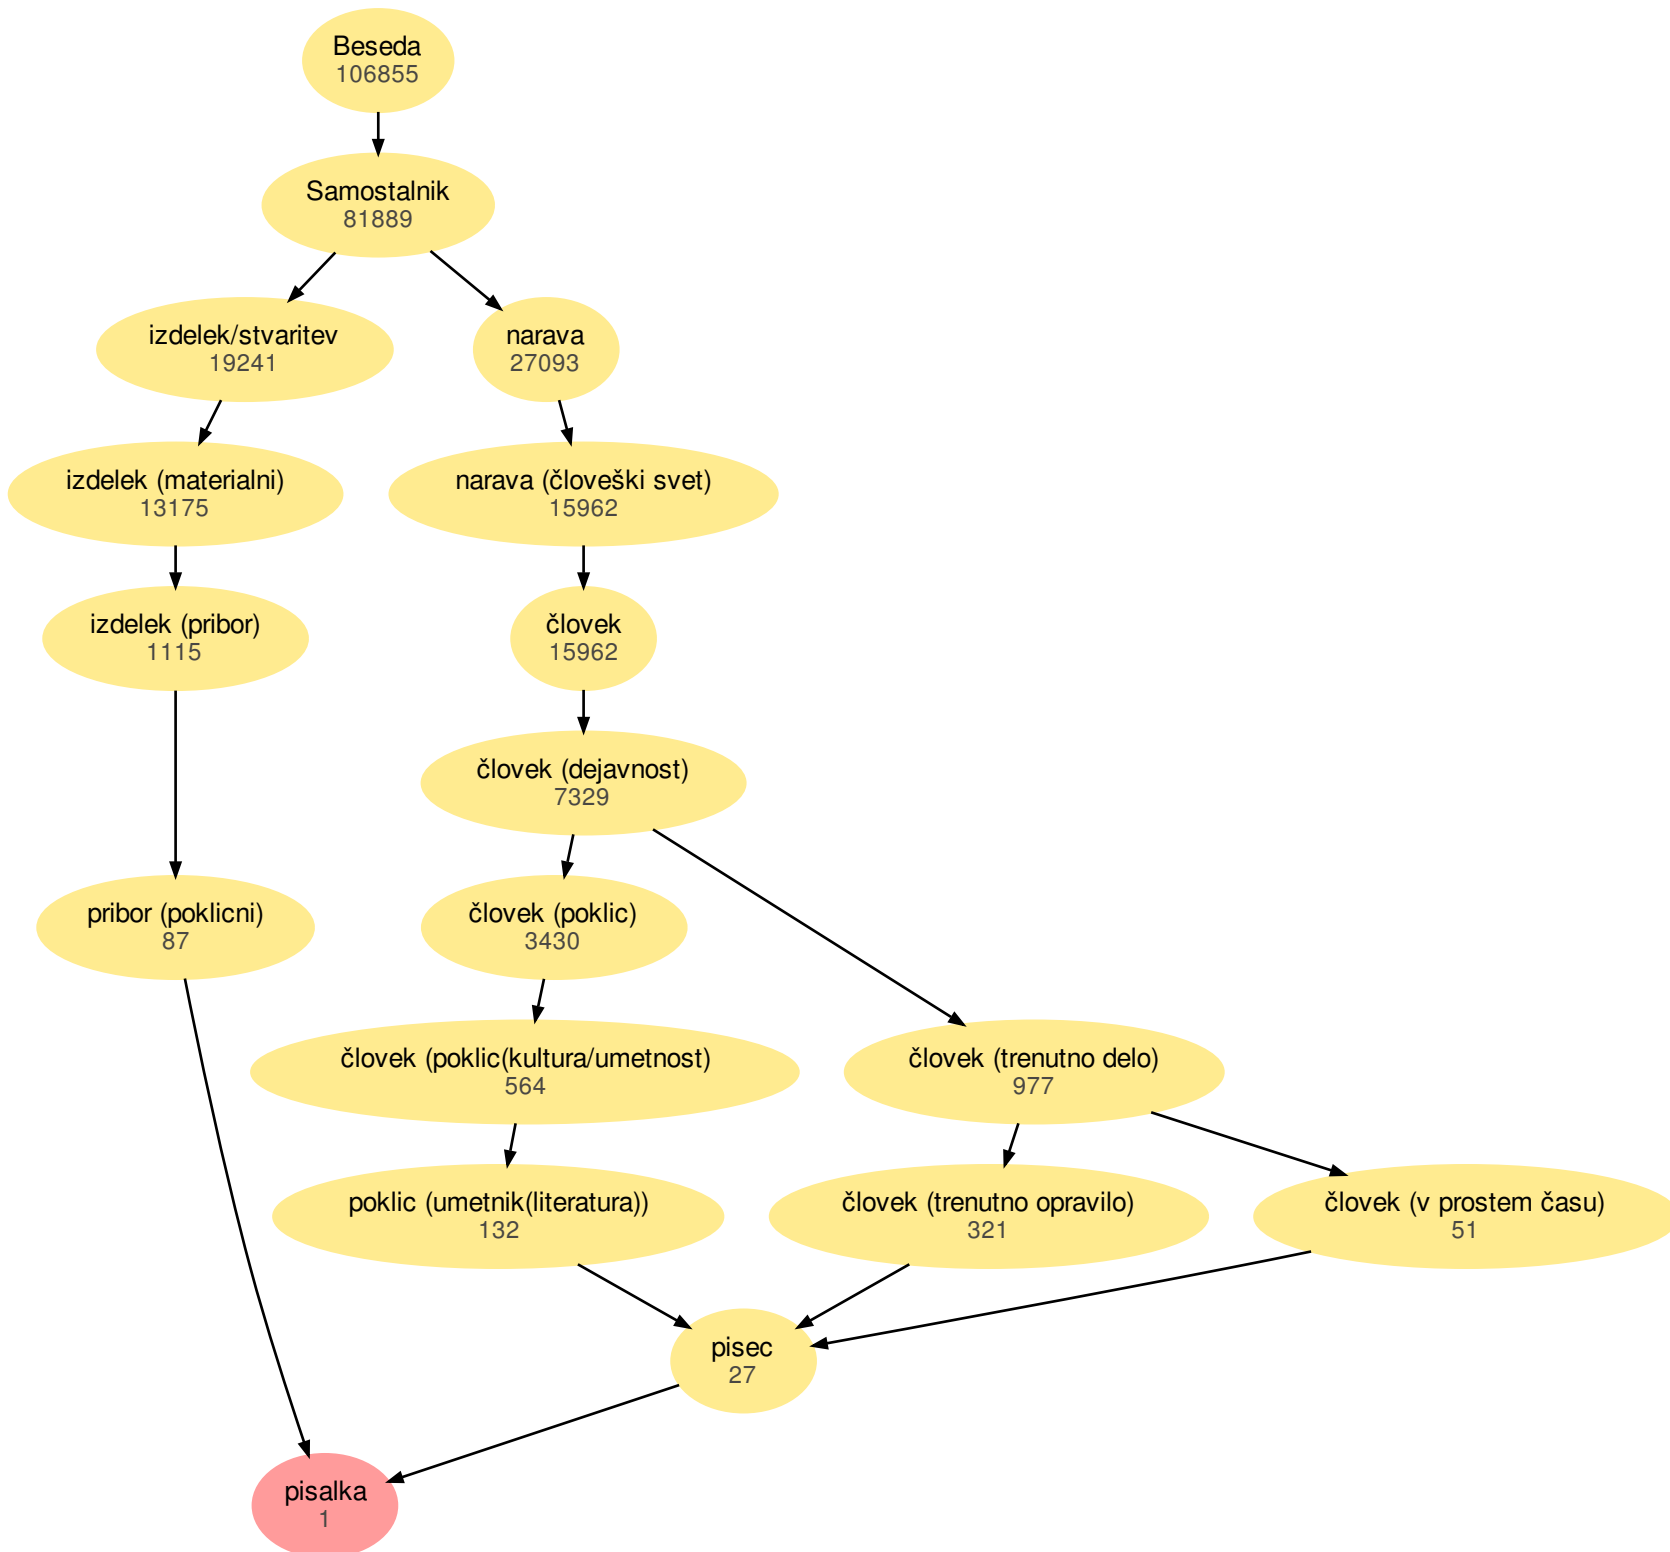 Beseda
106855
Samostalnik
81889
izdelek/stvaritev
19241
narava
27093
izdelek (materialni)
13175
narava (človeški svet)
15962
izdelek (pribor)
1115
človek
15962
človek (dejavnost)
7329
pribor (poklicni)
87
človek (poklic)
3430
človek (poklic(kultura/umetnost)
564
človek (trenutno delo)
977
poklic (umetnik(literatura))
132
človek (trenutno opravilo)
321
človek (v prostem času)
51
pisec
27
pisalka
1